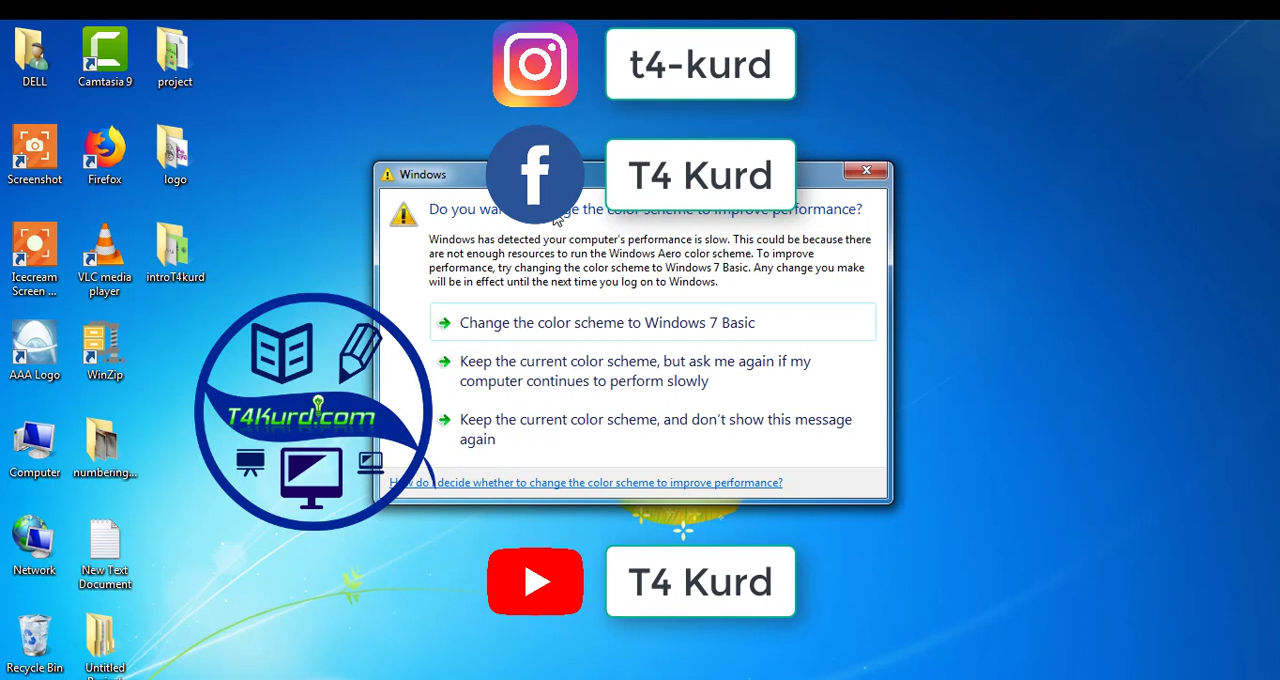 t4-kurd
T4 Kurd
DELL
Camtasia 9
project
Screenshot
Firefox
logo
Icecream
Screen ...
VLC media
player
introT4kurd
AAA Logo
WinZip
Computer
numbering...
Network
New Text
Document
Recycle Bin
Untitled
T4Kurd.com
Windows
Do you wa ge the color scheme to improve performance?
Windows has detected your computer's performance is slow. This could be because there
are not enough resources to run the Windows Aero color scheme. To improve
performance, try changing the color scheme to Windows 7 Basic. Any change you make
will be in effect until the next time you log on to Windows.
Change the color scheme to Windows 7 Basic
Keep the current color scheme, but ask me again if my
computer continues to perform slowly
Keep the current color scheme, and don't show this message
again
How do I decide whether to change the color scheme to improve performance?
T4 Kurd